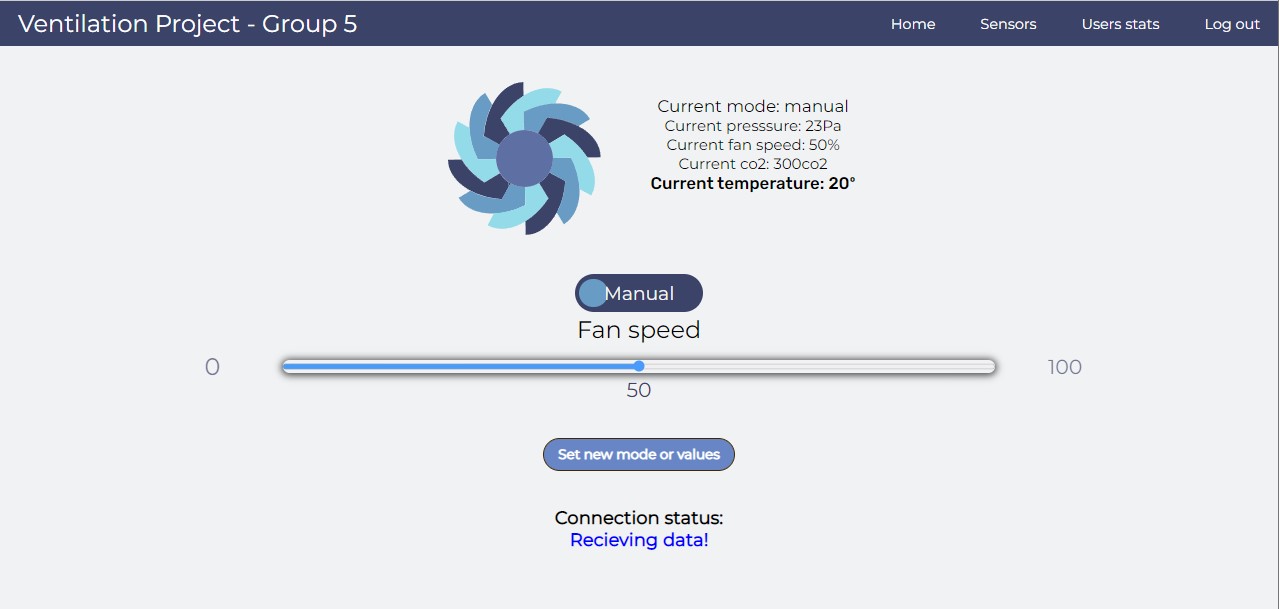 Ventilation Project - Group 5
Home
Sensors
Users stats
Log out
Current mode: manual
Current presssure: 23Pa
Current fan speed: 50%
Current co2: 300co2
Current temperature: 20°
Manual
Fan speed
0
100
50
Set new mode or values
Connection status:
Recieving data!